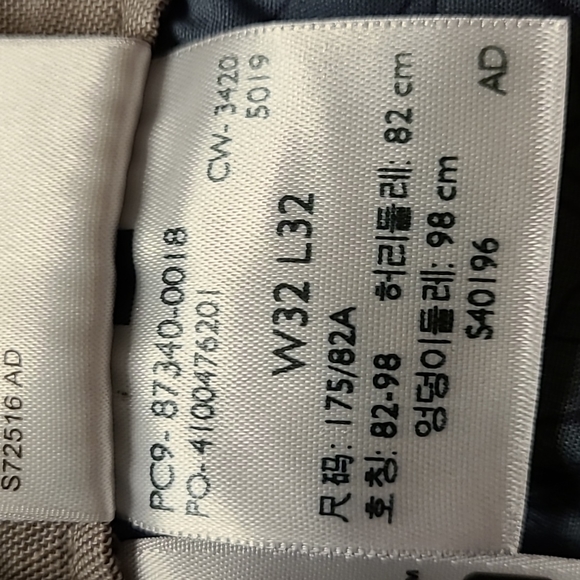 S72516 AD
PC9- 87340-0018 CW- 3420
PO- 4100476201 5019
W32 L32
尺 码: 175/82A
호칭: 82-98 허리둘레: 82 cm
엉덩이둘레: 98 cm
S40196 AD